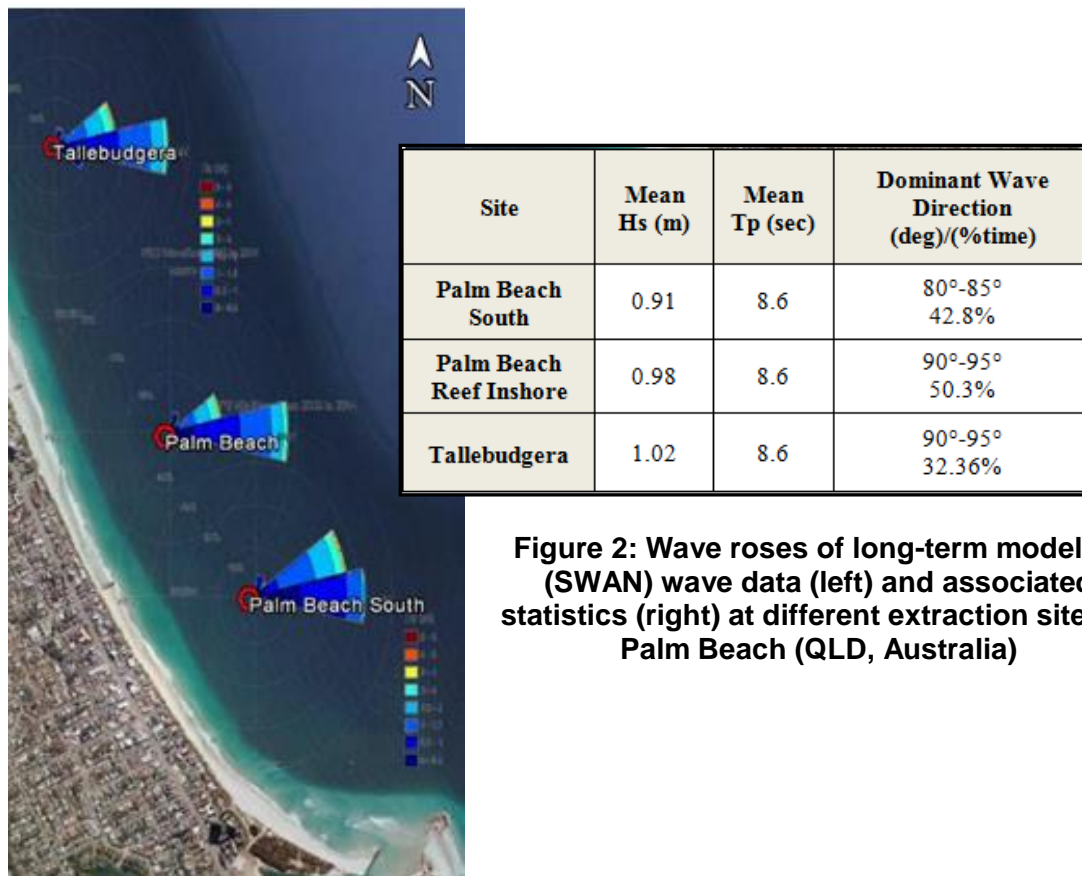 N
Tallebudgera
Palm Beach
Palm Beach South
Site
Mean
Hs (m)
Mean
Tp (sec)
Dominant Wave
Direction
(deg)/(%time)
Palm Beach
South
0.91
8.6
80°-85°
42.8%
Palm Beach
Reef Inshore
0.98
8.6
90°-95°
50.3%
Tallebudgera
1.02
8.6
90°-95°
32.36%
Figure 2: Wave roses of long-term model
(SWAN) wave data (left) and associated
statistics (right) at different extraction site
Palm Beach (QLD, Australia)